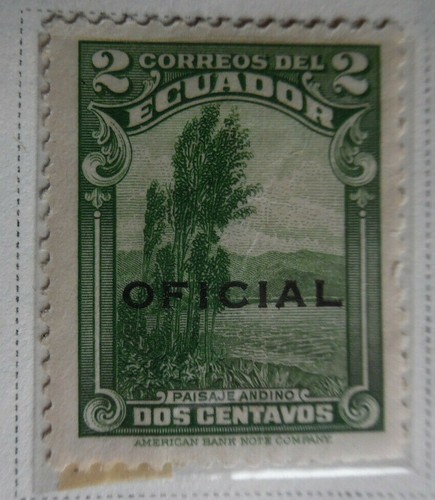 2 CORREOS DEL 2
ECUADOR
OFICIAL
PAISAJE ANDINO
DOS CENTAVOS
AMERICAN BANK NOTE COMPANY.